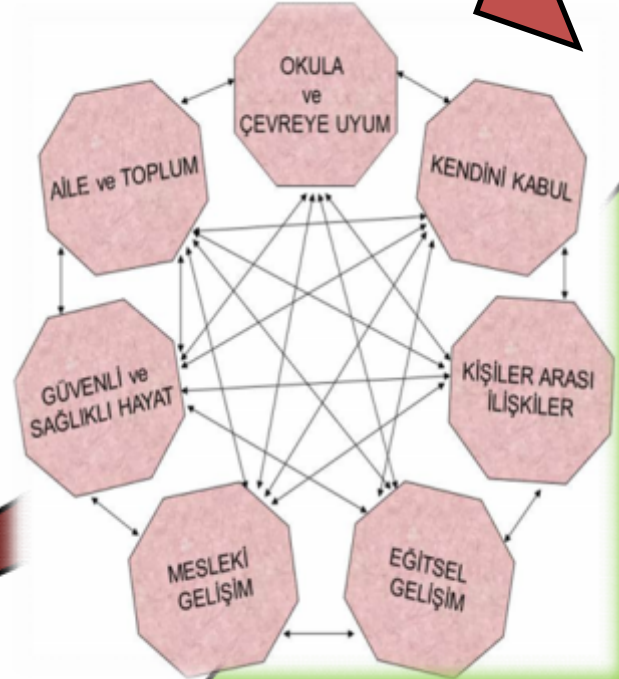 OKULA
ve
ÇEVREYE UYUM
AİLE ve TOPLUM
KENDİNİ KABUL
GÜVENLİ ve
SAĞLIKLI HAYAT
KİŞİLER ARASI
İLİŞKİLER
MESLEKİ
GELİŞİM
EĞİTSEL
GELİŞİM